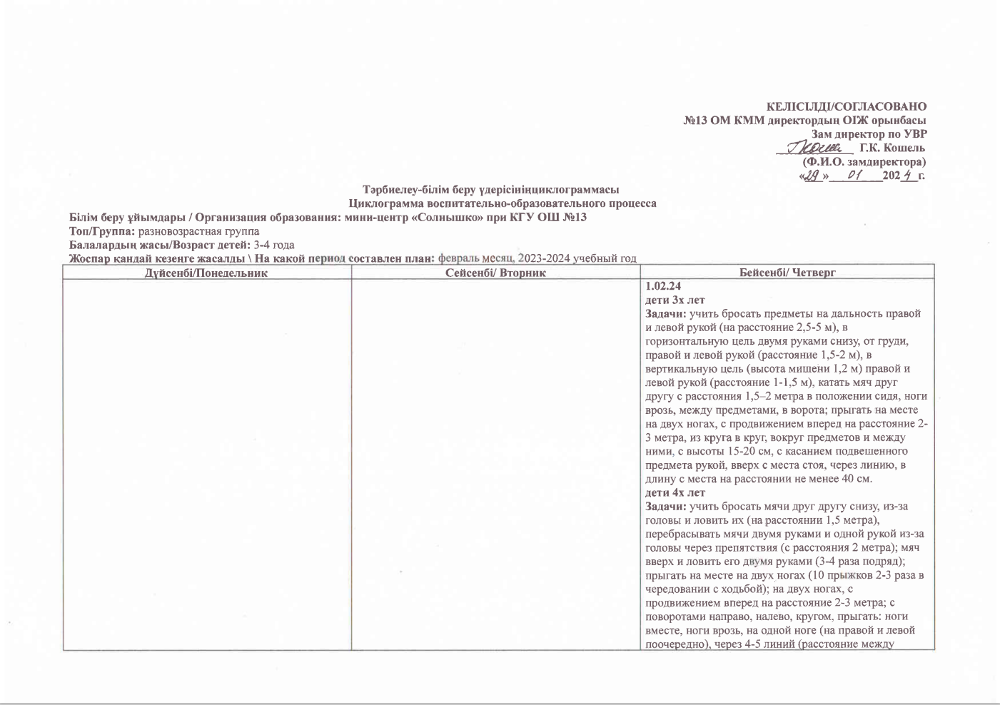 КЕЛІСІЛДІ/СОГЛАСОВАНО
№13 ОМ КММ директордың ОІЖ орынбасы
Зам директор по УВР
____________ Г.К. Кошель
(Ф.И.О. замдиректора)
«29»___01____2024 г.
Тәрбиелеу-білім беру үдерісініңциклограммасы
Циклограмма воспитательно-образовательного процесса
Білім беру ұйымдары / Организация образования: мини-центр «Солнышко» при КГУ ОШ №13
Топ/Группа: разновозрастная группа
Балалардың жасы/Возраст детей: 3-4 года
Жоспар қандай кезеңге жасалды \ На какой период составлен план: февраль месяц, 2023-2024 учебный год
Дүйсенбі/Понедельник
Сейсенбі/ Вторник
Бейсенбі/ Четверг
1.02.24
дети 3х лет
Задачи: учить бросать предметы на дальность правой
и левой рукой (на расстояние 2,5-5 м), в
горизонтальную цель двумя руками снизу, от груди,
правой и левой рукой (расстояние 1,5-2 м), в
вертикальную цель (высота мишени 1,2 м) правой и
левой рукой (расстояние 1-1,5 м), катать мяч друг
другу с расстояния 1,5–2 метра в положении сидя, ноги
врозь, между предметами, в ворота; прыгать на месте
на двух ногах, с продвижением вперед на расстояние 2-
3 метра, из круга в круг, вокруг предметов и между
ними, с высоты 15-20 см, с касанием подвешенного
предмета рукой, вверх с места стоя, через линию, в
длину с места на расстоянии не менее 40 см.
дети 4х лет
Задачи: учить бросать мячи друг другу снизу, из-за
головы и ловить их (на расстоянии 1,5 метра),
перебрасывать мячи двумя руками и одной рукой из-за
головы через препятствия (с расстояния 2 метра); мяч
вверх и ловить его двумя руками (3-4 раза подряд);
прыгать на месте на двух ногах (10 прыжков 2-3 раза в
чередовании с ходьбой); на двух ногах, с
продвижением вперед на расстояние 2-3 метра; с
поворотами направо, налево, кругом, прыгать: ноги
вместе, ноги врозь, на одной ноге (на правой и левой
поочередно), через 4-5 линий (расстояние между